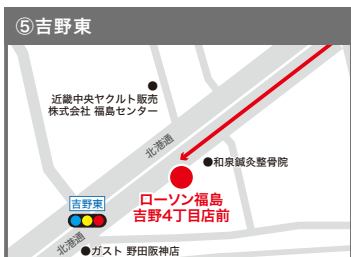 ⑤吉野東
近畿中央ヤクルト販売
株式会社 福島センター
北港通
●和泉鍼灸整骨院
ローソン福島
吉野4丁目店前
吉野東
北港通
●ガスト 野田阪神店